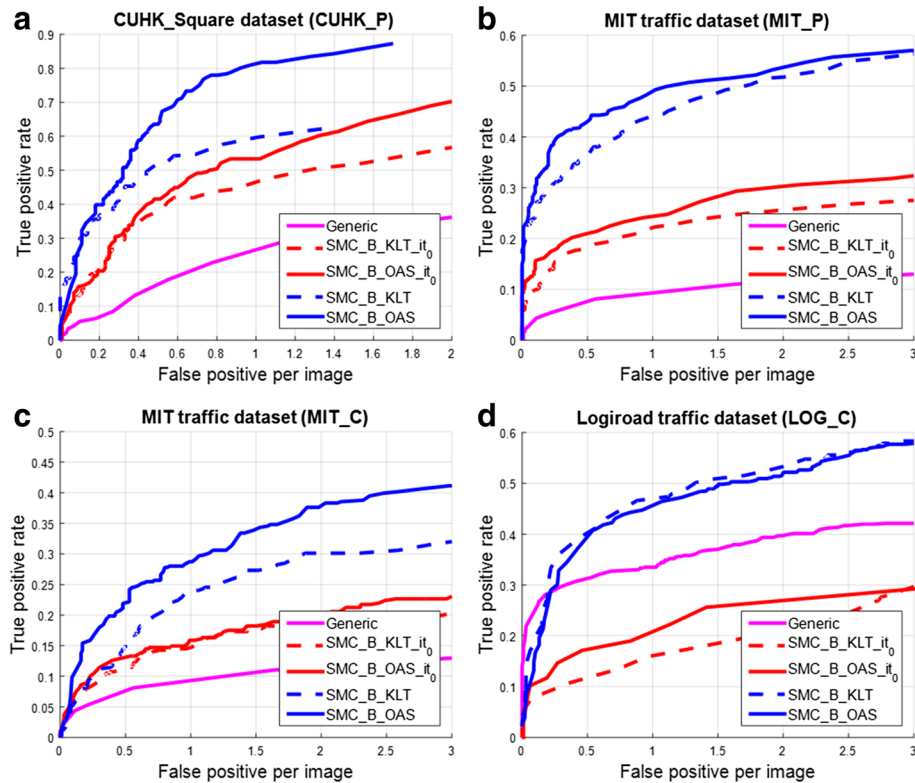 a
CUHK_Square dataset (CUHK_P)
0.9
0.8
0.7
0.6
0.5
0.4
0.3
0.2
0.1
0
True positive rate
0 0.2 0.4 0.6 0.8 1 1.2 1.4 1.6 1.8 2
False positive per image
Generic
SMC_B_KLT_it0
SMC_B_OAS_it0
SMC_B_KLT
SMC_B_OAS
b
MIT traffic dataset (MIT_P)
0.6
0.5
0.4
0.3
0.2
0.1
0
True positive rate
0 0.5 1 1.5 2 2.5 3
False positive per image
Generic
SMC_B_KLT_it0
SMC_B_OAS_it0
SMC_B_KLT
SMC_B_OAS
c
MIT traffic dataset (MIT_C)
0.5
0.45
0.4
0.35
0.3
0.25
0.2
0.15
0.1
0.05
0
True positive rate
0 0.5 1 1.5 2 2.5 3
False positive per image
Generic
SMC_B_KLT_it0
SMC_B_OAS_it0
SMC_B_KLT
SMC_B_OAS
d
Logiroad traffic dataset (LOG_C)
0.6
0.5
0.4
0.3
0.2
0.1
0
True positive rate
0 0.5 1 1.5 2 2.5 3
False positive per image
Generic
SMC_B_KLT_it0
SMC_B_OAS_it0
SMC_B_KLT
SMC_B_OAS